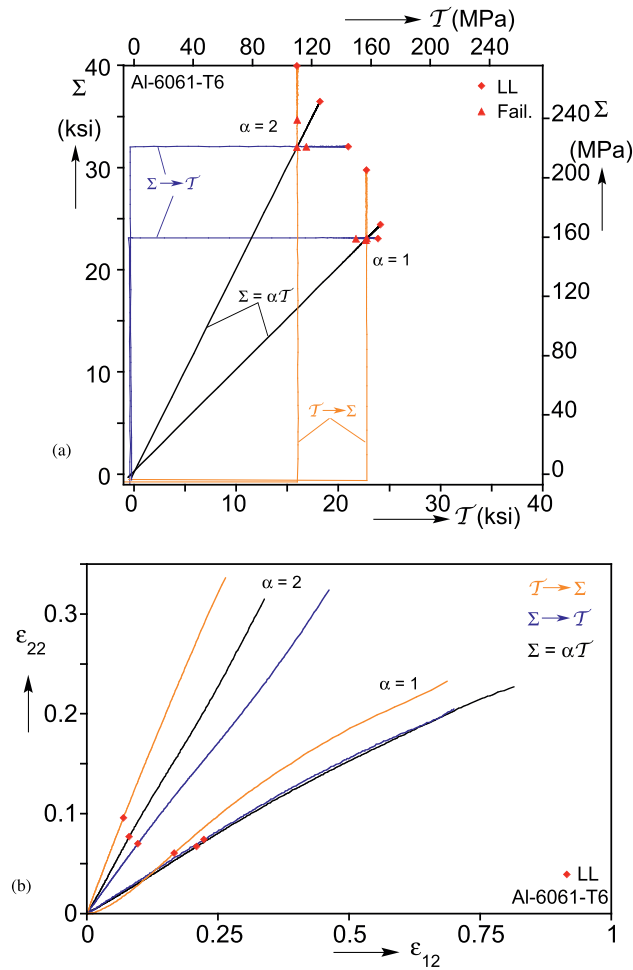 𝒯 (MPa)
0 40 80 120 160 200 240
Σ
(ksi)
40
30
20
10
0
Al-6061-T6
LL
Fail.
α = 2
Σ → 𝒯
α = 1
Σ = α𝒯
𝒯 → Σ
240 Σ
(MPa)
200
160
120
80
40
0
(a)
0 10 20 30 40
𝒯 (ksi)
ε22
0.3
0.2
0.1
0
α = 2
α = 1
𝒯 → Σ
Σ → 𝒯
Σ = α𝒯
LL
Al-6061-T6
(b)
0 0.25 0.5 0.75 1
ε12